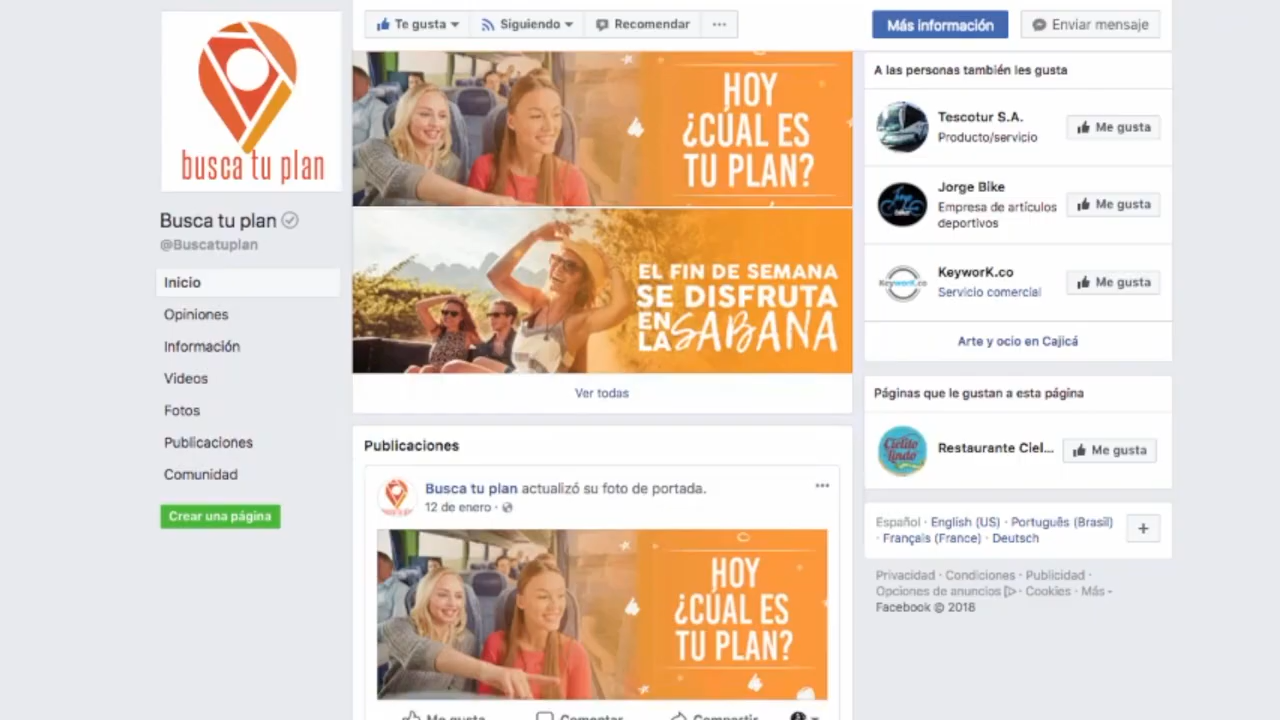 busca tu plan
Busca tu plan
@Buscatuplan
Inicio
Opiniones
Información
Videos
Fotos
Publicaciones
Comunidad
Crear una página
Te gusta
Siguiendo
Recomendar
Más información
Enviar mensaje
HOY
¿CÚAL ES
TU PLAN?
EL FIN DE SEMANA
SE DISFRUTA
EN
LA SABANA
Ver todas
Publicaciones
Busca tu plan actualizó su foto de portada.
12 de enero ·
HOY
¿CÚAL ES
TU PLAN?
Me gusta
Comentar
Compartir
A las personas también les gusta
Tescotur S.A.
Producto/servicio
Me gusta
Jorge Bike
Empresa de artículos
deportivos
Me gusta
KeyworK.co
KeyworK.co
Servicio comercial
Me gusta
Arte y ocio en Cajicá
Páginas que le gustan a esta página
Cielito
Lindo
Restaurante Ciel...
Me gusta
Español · English (US) · Português (Brasil)
· Français (France) · Deutsch
Privacidad · Condiciones · Publicidad ·
Opciones de anuncios · Cookies · Más
Facebook © 2018